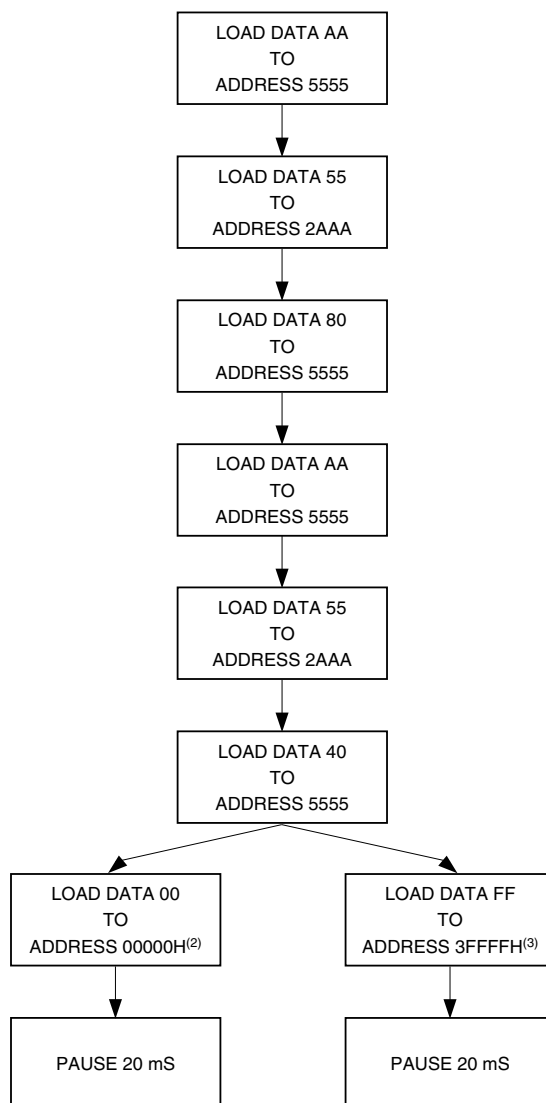 LOAD DATA AA
TO
ADDRESS 5555
LOAD DATA 55
TO
ADDRESS 2AAA
LOAD DATA 80
TO
ADDRESS 5555
LOAD DATA AA
TO
ADDRESS 5555
LOAD DATA 55
TO
ADDRESS 2AAA
LOAD DATA 40
TO
ADDRESS 5555
LOAD DATA 00
TO
ADDRESS 00000H(2)
LOAD DATA FF
TO
ADDRESS 3FFFFH(3)
PAUSE 20 mS
PAUSE 20 mS